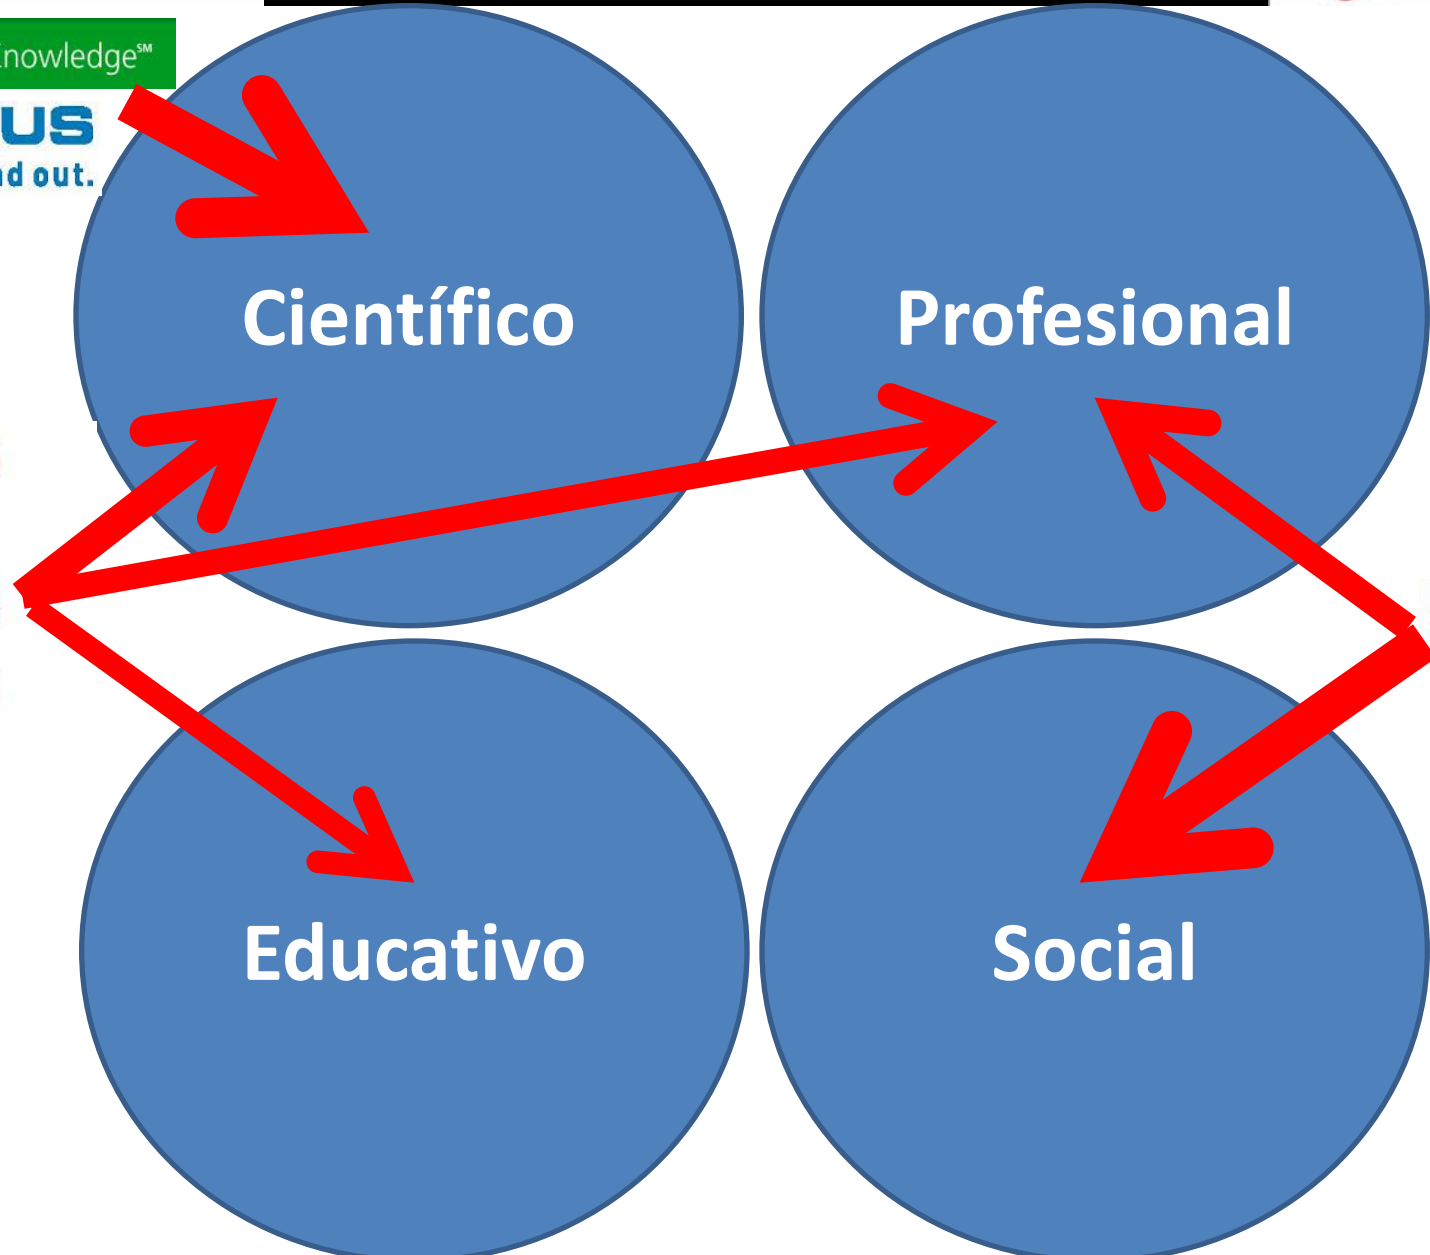 nowledge℠
US
d out.
Científico
Profesional
Educativo
Social